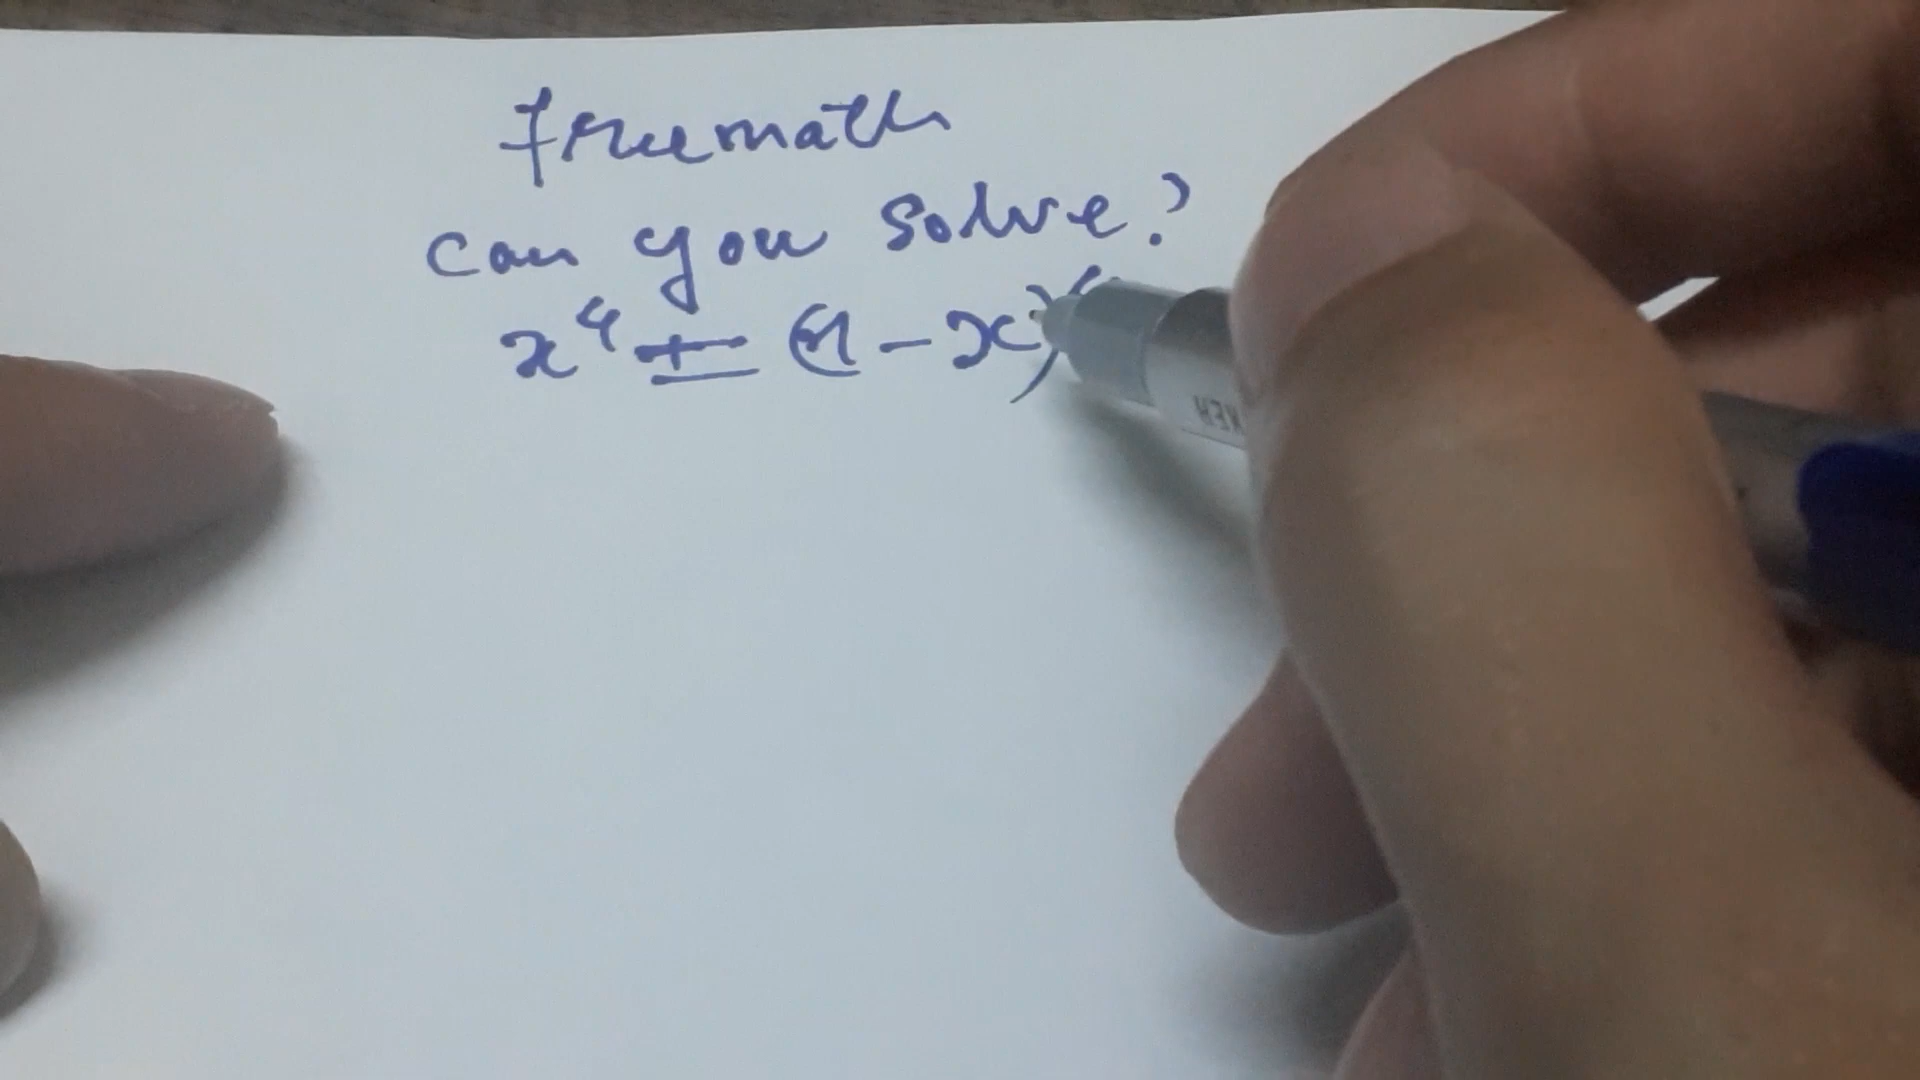 freemath
can you solve?
x⁴ = (1 - x)